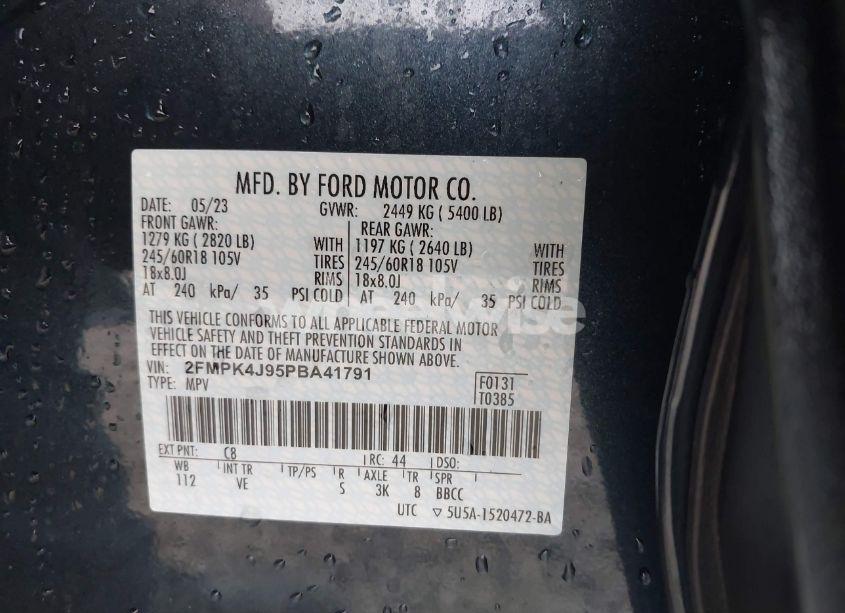 MFD. BY FORD MOTOR CO.
DATE: 05/23 GVWR: 2449 KG ( 5400 LB)
FRONT GAWR: REAR GAWR:
1279 KG ( 2820 LB) WITH 1197 KG ( 2640 LB) WITH
245/60R18 105V TIRES 245/60R18 105V TIRES
18x8.0J RIMS 18x8.0J RIMS
AT 240 kPa/ 35 PSI COLD AT 240 kPa/ 35 PSI COLD
THIS VEHICLE CONFORMS TO ALL APPLICABLE FEDERAL MOTOR
VEHICLE SAFETY AND THEFT PREVENTION STANDARDS IN
EFFECT ON THE DATE OF MANUFACTURE SHOWN ABOVE.
VIN: 2FMPK4J95PBA41791 F0131
TYPE: MPV T0385
EXT PNT: C8 RC: 44 DSO:
WB INT TR TP/PS R AXLE TR SPR
112 VE S 3K 8 BBCC
UTC ▽ 5U5A-1520472-BA